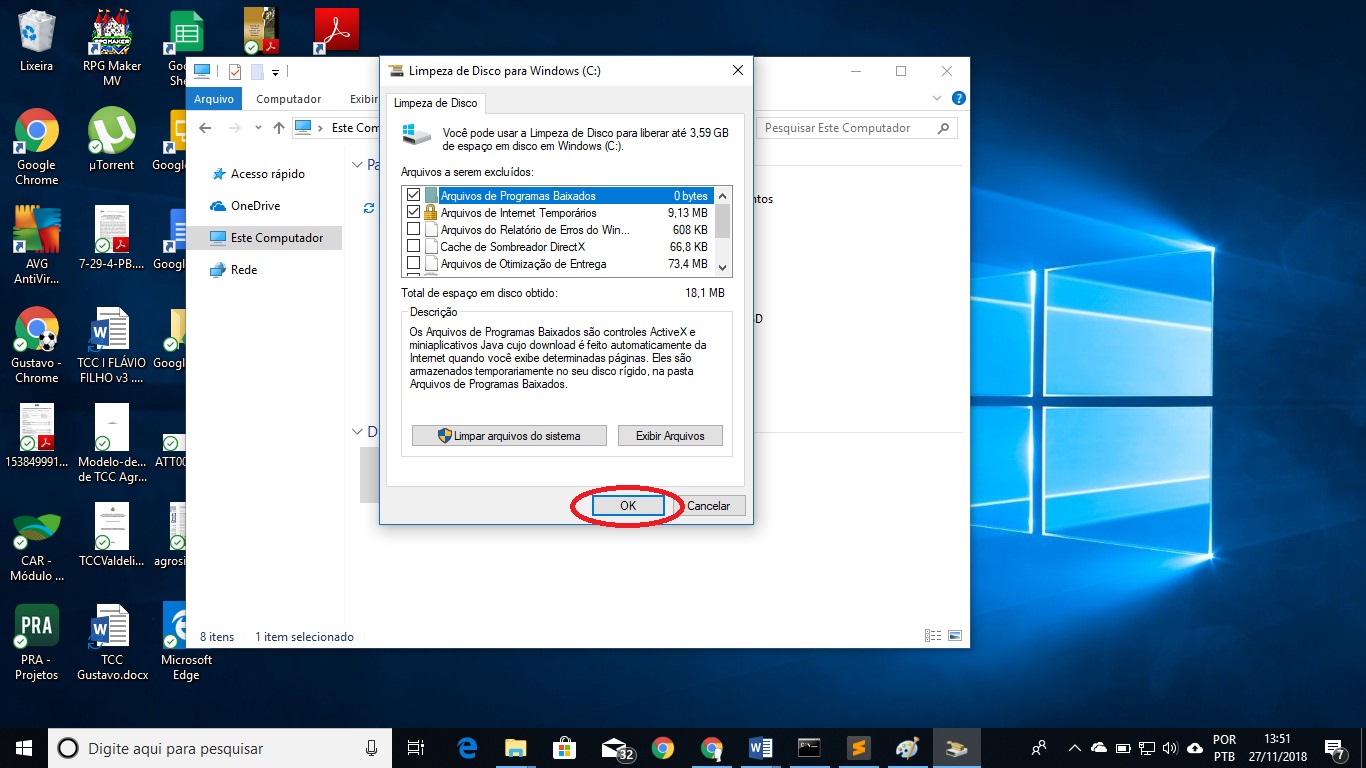 Lixeira
RPG Maker
MV
Goo
She
Google
Chrome
µTorrent
Google
AVG
AntiVir...
7-29-4-PB....
Google
Gustavo -
Chrome
TCC I FLÁVIO
FILHO v3 ....
Google
153849991...
Modelo-de...
de TCC Agr...
ATT00
CAR -
Módulo ...
TCCValdeli...
agrosi
PRA
PRA -
Projetos
TCC
Gustavo.docx
Microsoft
Edge
Arquivo
Computador
Exibir
Este Com
Pesquisar Este Computador
Acesso rápido
OneDrive
Este Computador
Rede
Pa
ntos
D
D
8 itens
1 item selecionado
Limpeza de Disco para Windows (C:)
Limpeza de Disco
Você pode usar a Limpeza de Disco para liberar até 3,59 GB
de espaço em disco em Windows (C:).
Arquivos a serem excluídos:
Arquivos de Programas Baixados 0 bytes
Arquivos de Internet Temporários 9,13 MB
Arquivos do Relatório de Erros do Win... 608 KB
Cache de Sombreador DirectX 66,8 KB
Arquivos de Otimização de Entrega 73,4 MB
Total de espaço em disco obtido: 18,1 MB
Descrição
Os Arquivos de Programas Baixados são controles ActiveX e
miniaplicativos Java cujo download é feito automaticamente da
Internet quando você exibe determinadas páginas. Eles são
armazenados temporariamente no seu disco rígido, na pasta
Arquivos de Programas Baixados.
Limpar arquivos do sistema
Exibir Arquivos
OK
Cancelar
Digite aqui para pesquisar
32
POR
PTB
13:51
27/11/2018
7